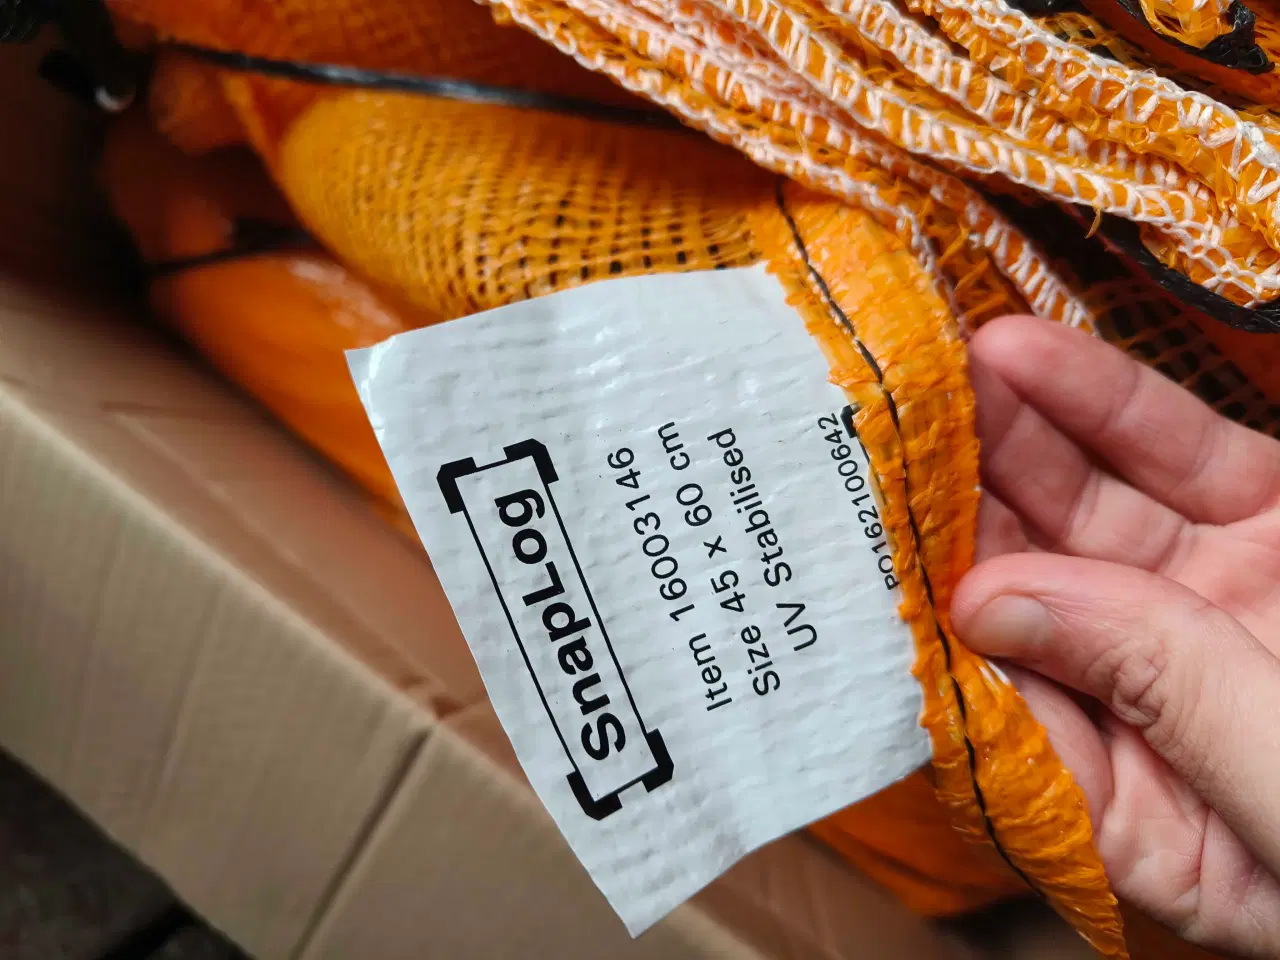 SnapLog
Item 16003146
Size 45 x 60 cm
UV Stabilised
PO162100642